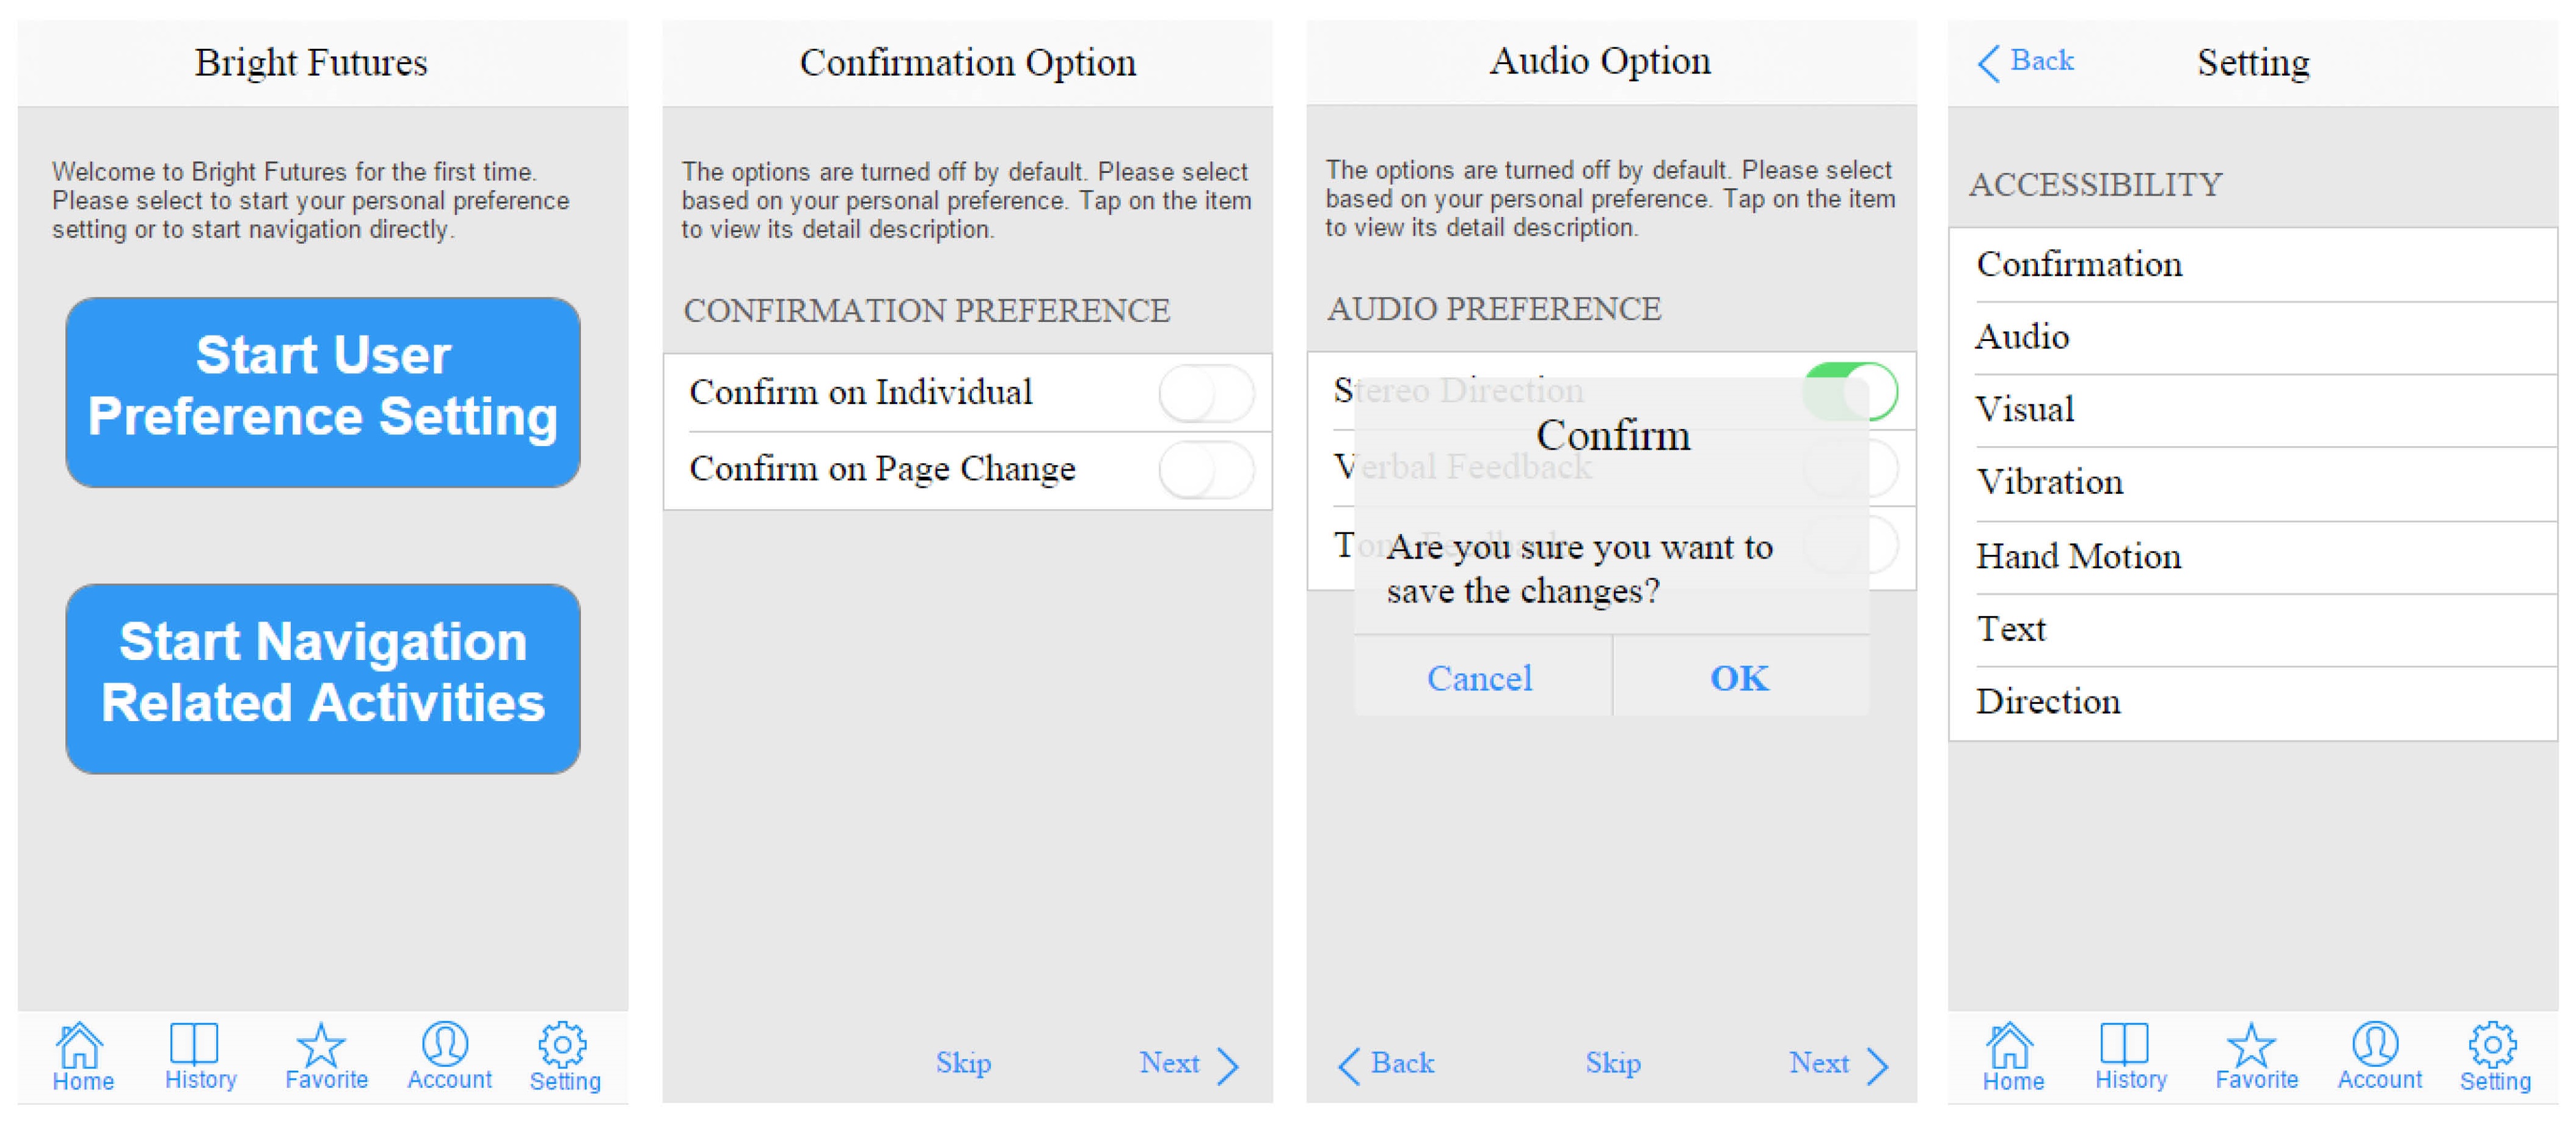 Bright Futures
Welcome to Bright Futures for the first time.
Please select to start your personal preference
setting or to start navigation directly.
Start User
Preference Setting
Start Navigation
Related Activities
Home
History
Favorite
Account
Setting
Confirmation Option
The options are turned off by default. Please select
based on your personal preference. Tap on the item
to view its detail description.
CONFIRMATION PREFERENCE
Confirm on Individual
Confirm on Page Change
Skip
Next
Audio Option
The options are turned off by default. Please select
based on your personal preference. Tap on the item
to view its detail description.
AUDIO PREFERENCE
Stereo Direction
Confirm
Verbal Feedback
Tone Feedback
Are you sure you want to
save the changes?
Cancel
OK
Back
Skip
Next
Back
Setting
ACCESSIBILITY
Confirmation
Audio
Visual
Vibration
Hand Motion
Text
Direction
Home
History
Favorite
Account
Setting